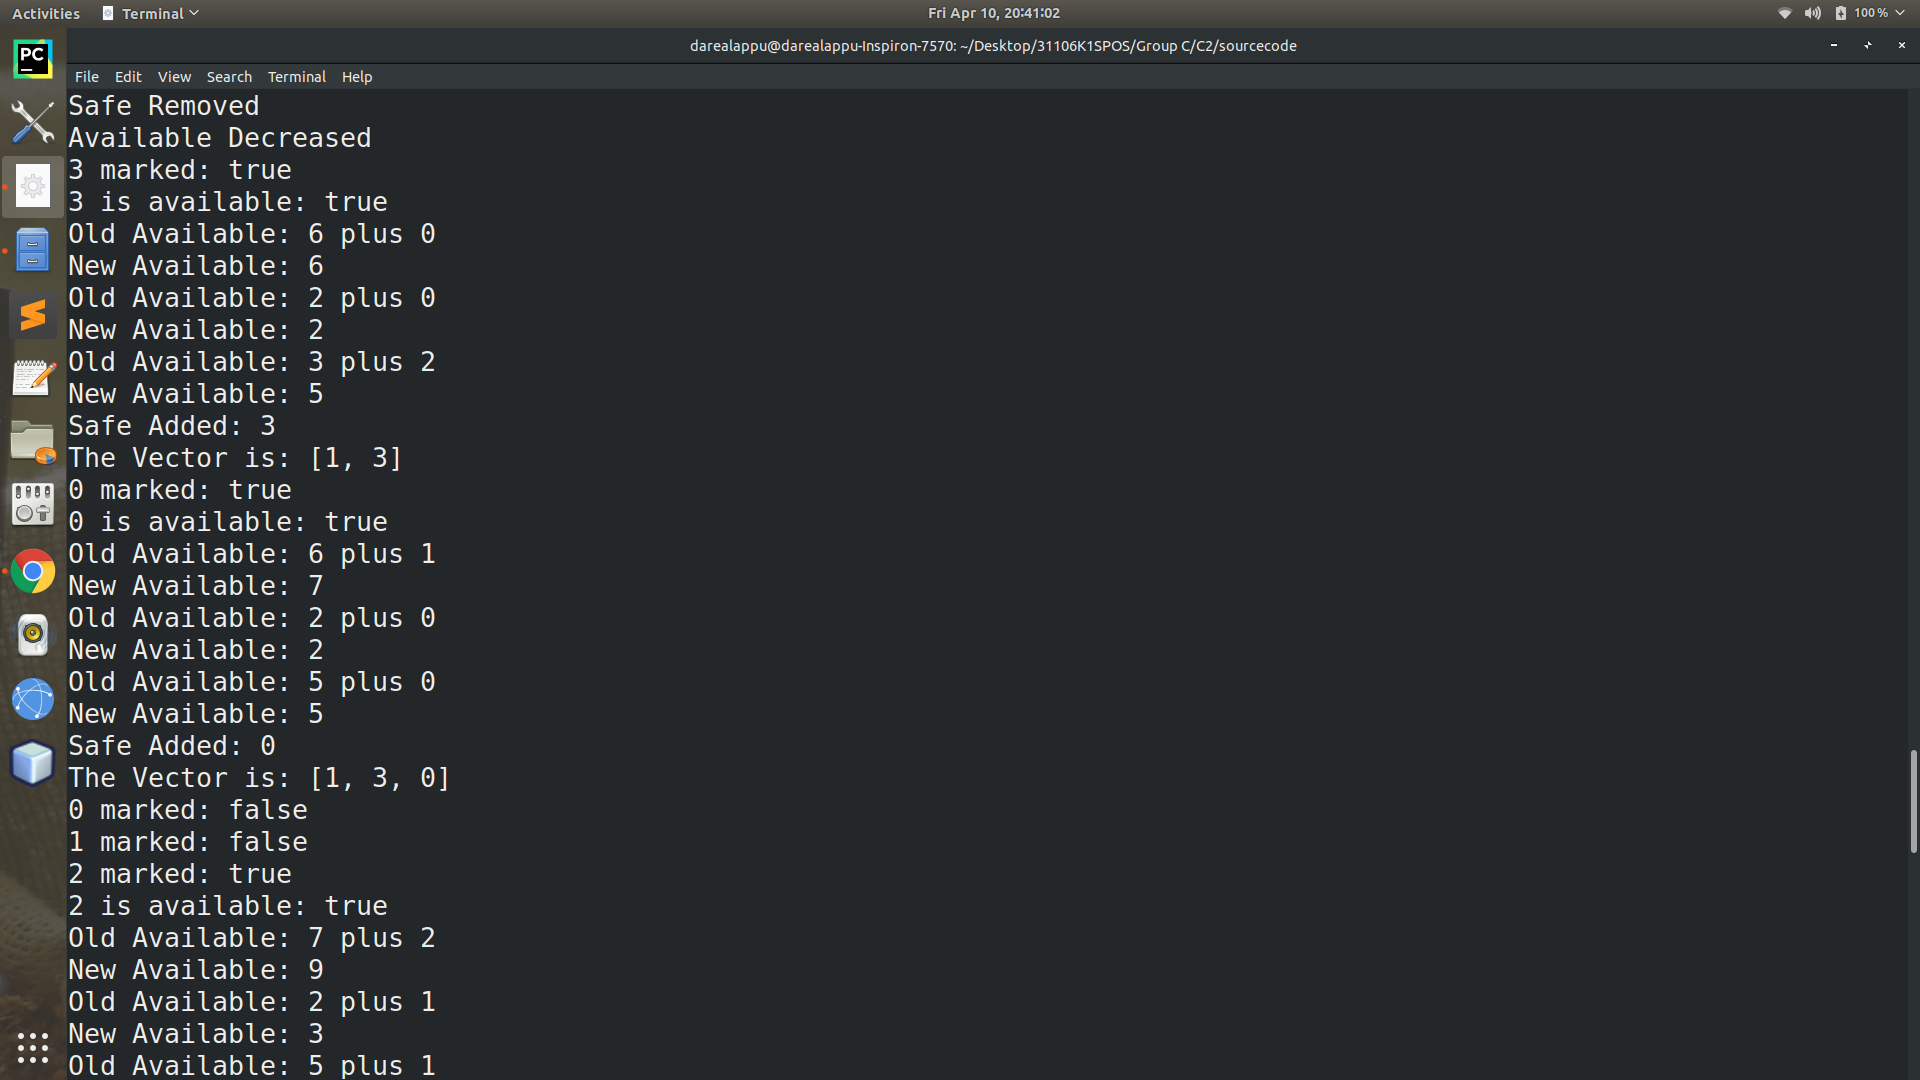 Activities Terminal Fri Apr 10, 20:41:02 100 %
darealappu@darealappu-Inspiron-7570: ~/Desktop/31106K1SPOS/Group C/C2/sourcecode
PC
File Edit View Search Terminal Help
Safe Removed
Available Decreased
3 marked: true
3 is available: true
Old Available: 6 plus 0
New Available: 6
Old Available: 2 plus 0
New Available: 2
Old Available: 3 plus 2
New Available: 5
Safe Added: 3
The Vector is: [1, 3]
0 marked: true
0 is available: true
Old Available: 6 plus 1
New Available: 7
Old Available: 2 plus 0
New Available: 2
Old Available: 5 plus 0
New Available: 5
Safe Added: 0
The Vector is: [1, 3, 0]
0 marked: false
1 marked: false
2 marked: true
2 is available: true
Old Available: 7 plus 2
New Available: 9
Old Available: 2 plus 1
New Available: 3
Old Available: 5 plus 1